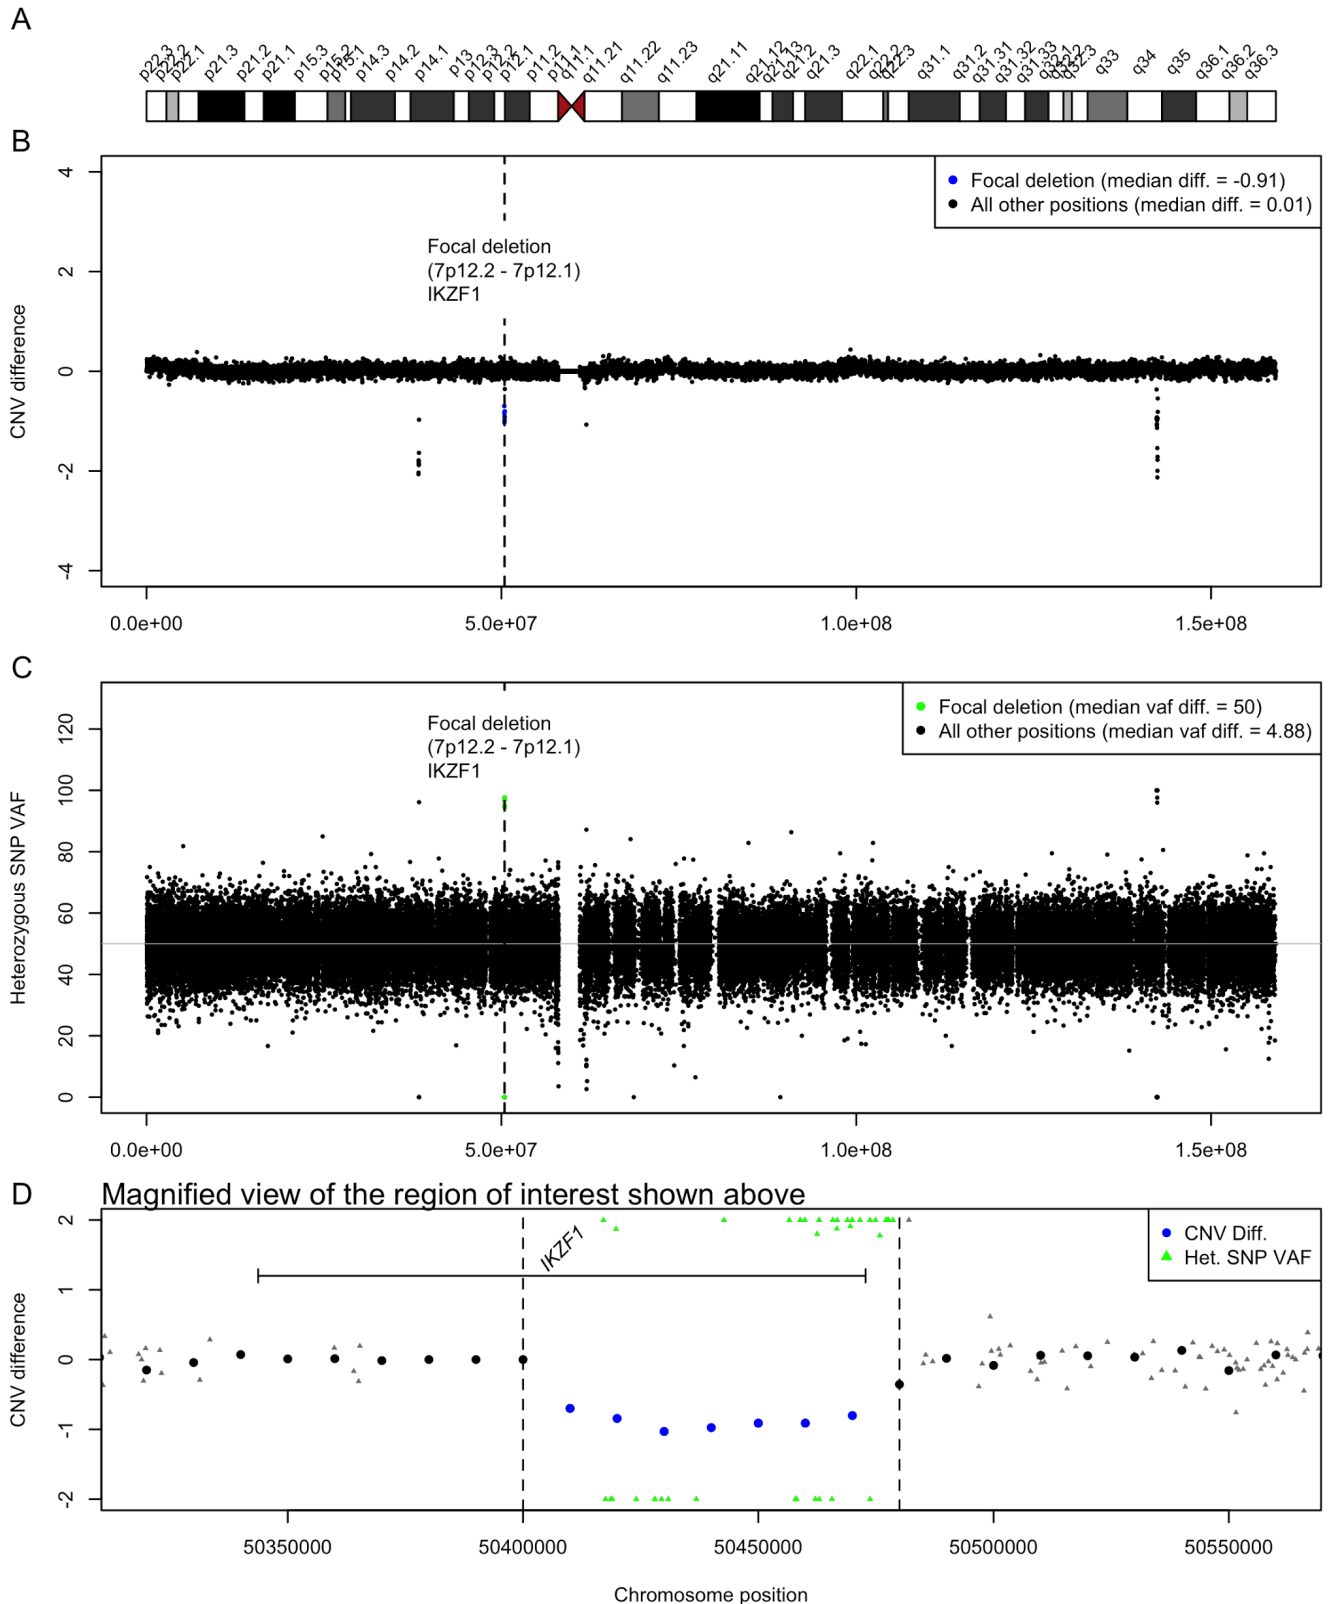 A
p22.3 p22.2 p22.1 p21.3 p21.2 p21.1 p15.3 p15.2 p15.1 p14.3 p14.2 p14.1 p13 p12.3 p12.2 p12.1 p11.2 p11.1 q11.1 q11.21 q11.22 q11.23 q21.11 q21.12 q21.13 q21.2 q21.3 q22.1 q22.2 q22.3 q31.1 q31.2 q31.31 q31.32 q31.33 q32.1 q32.2 q32.3 q33 q34 q35 q36.1 q36.2 q36.3
B
CNV difference
4
2
0
-2
-4
Focal deletion (median diff. = -0.91)
All other positions (median diff. = 0.01)
Focal deletion
(7p12.2 - 7p12.1)
IKZF1
0.0e+00 5.0e+07 1.0e+08 1.5e+08
C
Heterozygous SNP VAF
120
100
80
60
40
20
0
Focal deletion (median vaf diff. = 50)
All other positions (median vaf diff. = 4.88)
Focal deletion
(7p12.2 - 7p12.1)
IKZF1
0.0e+00 5.0e+07 1.0e+08 1.5e+08
D
Magnified view of the region of interest shown above
CNV difference
2
1
0
-1
-2
IKZF1
CNV Diff.
Het. SNP VAF
50350000 50400000 50450000 50500000 50550000
Chromosome position